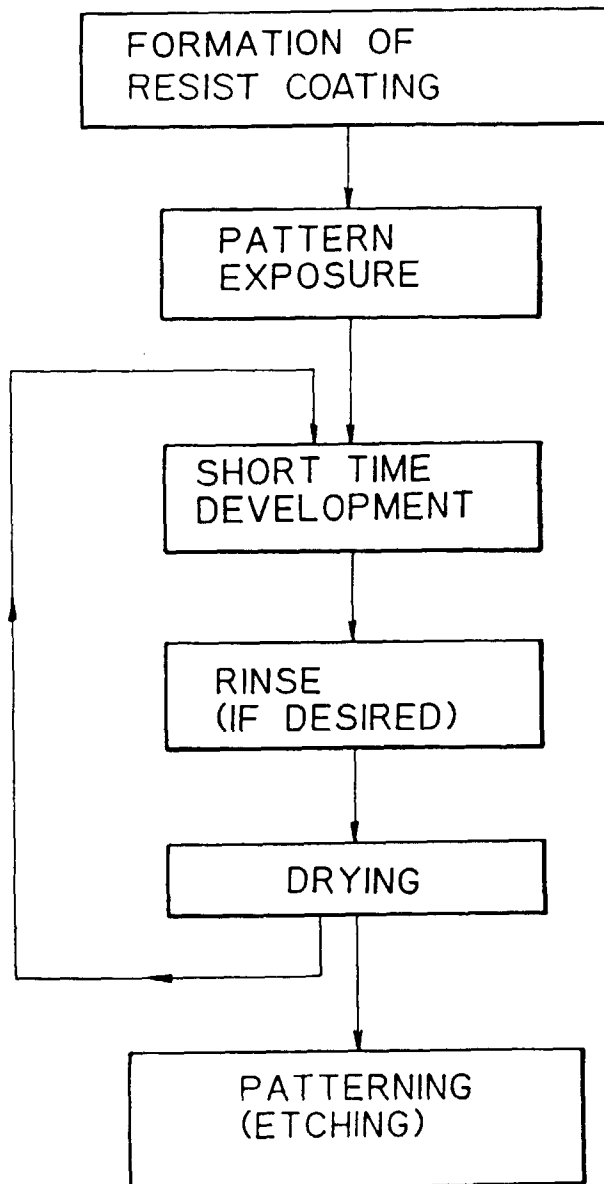 FORMATION OF
RESIST COATING
PATTERN
EXPOSURE
SHORT TIME
DEVELOPMENT
RINSE
(IF DESIRED)
DRYING
PATTERNING
(ETCHING)